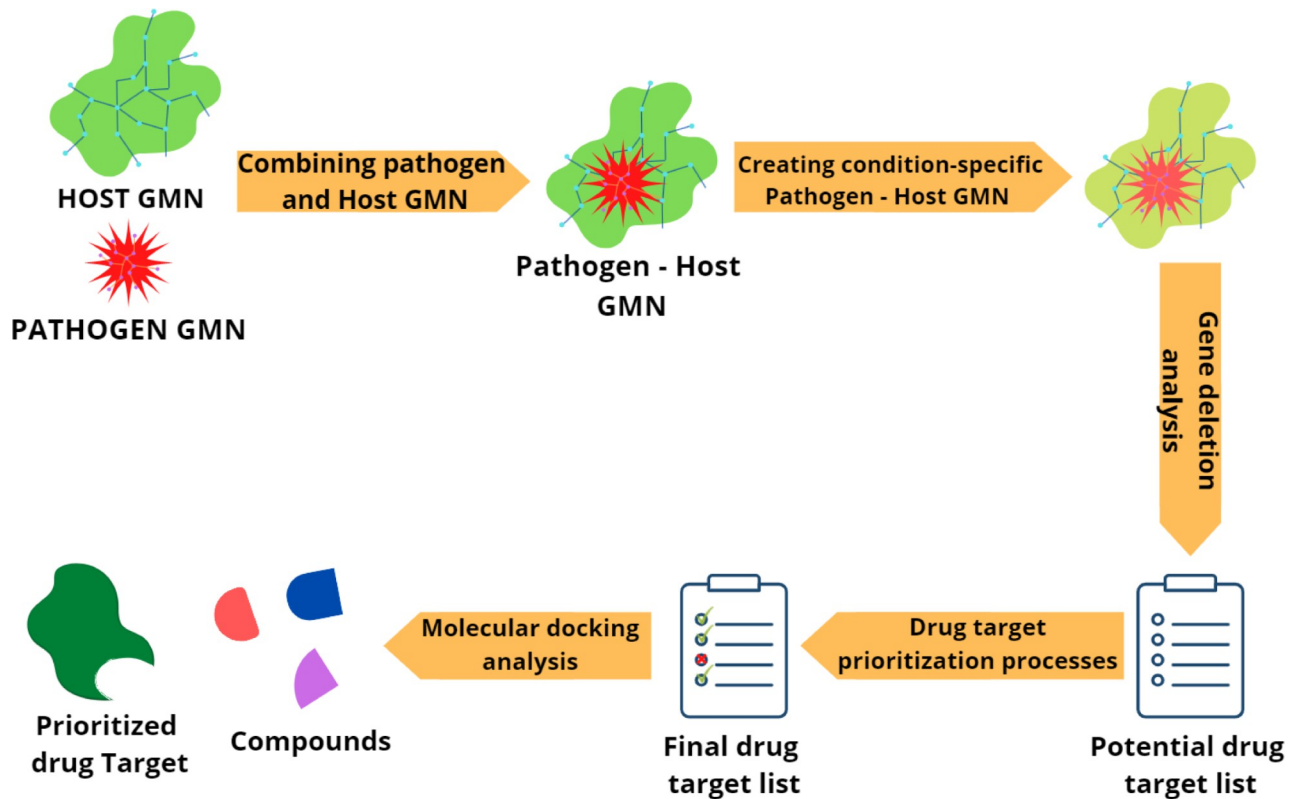 HOST GMN
PATHOGEN GMN
Combining pathogen
and Host GMN
Pathogen - Host
GMN
Creating condition-specific
Pathogen - Host GMN
Gene deletion
analysis
Potential drug
target list
Drug target
prioritization processes
Final drug
target list
Molecular docking
analysis
Compounds
Prioritized
drug Target